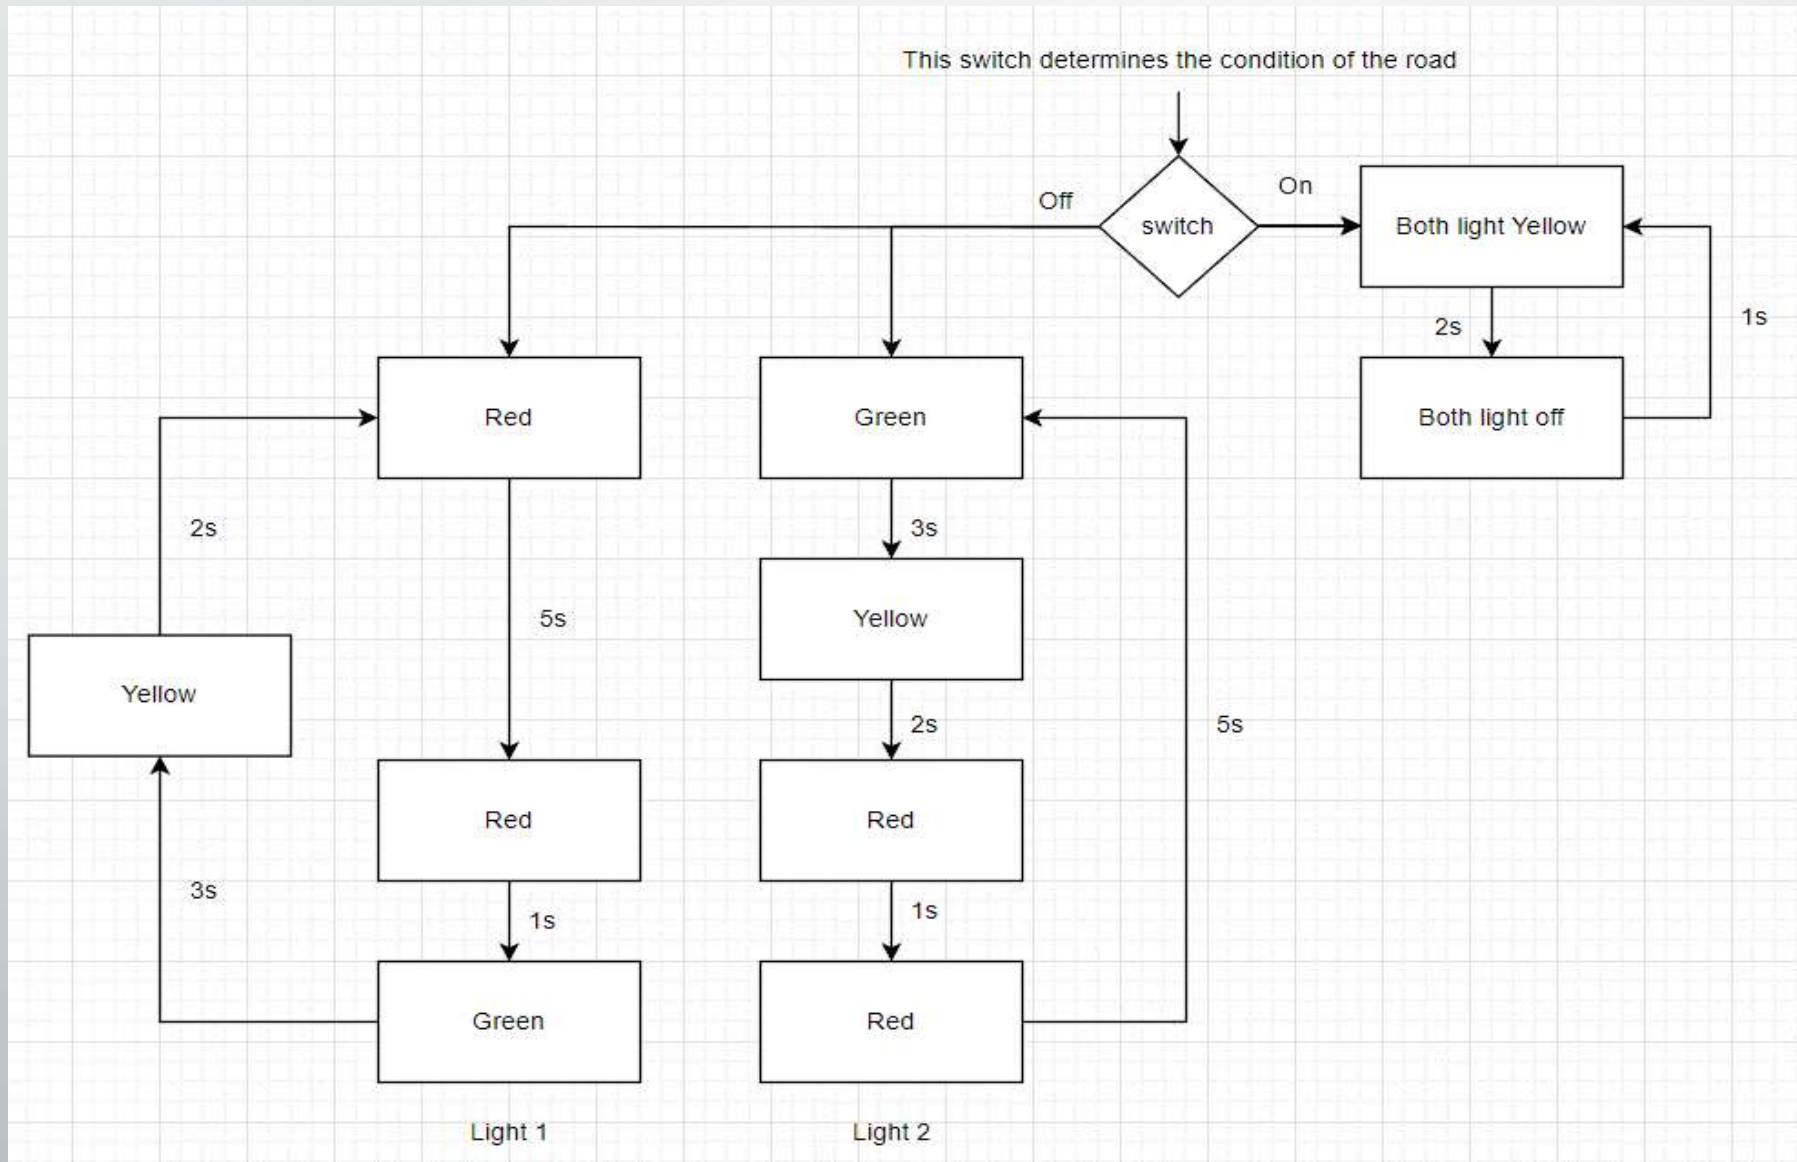 This switch determines the condition of the road
Off
On
switch
Both light Yellow
2s
1s
Both light off
Red
Green
2s
3s
5s
Yellow
Yellow
2s
5s
Red
Red
3s
1s
1s
Green
Red
Light 1
Light 2